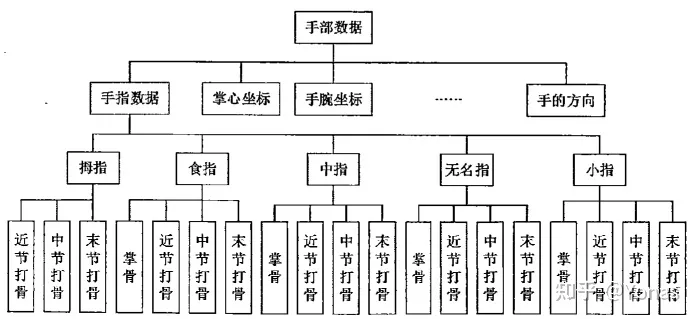 手部数据
手指数据
掌心坐标
手腕坐标
......
手的方向
拇指
食指
中指
无名指
小指
近节打骨
中节打骨
末节打骨
掌骨
近节打骨
中节打骨
末节打骨
掌骨
近节打骨
中节打骨
末节打骨
掌骨
近节打骨
中节打骨
末节打骨
掌骨
近节打骨
中节打骨
末节打骨
知乎 @Yonas